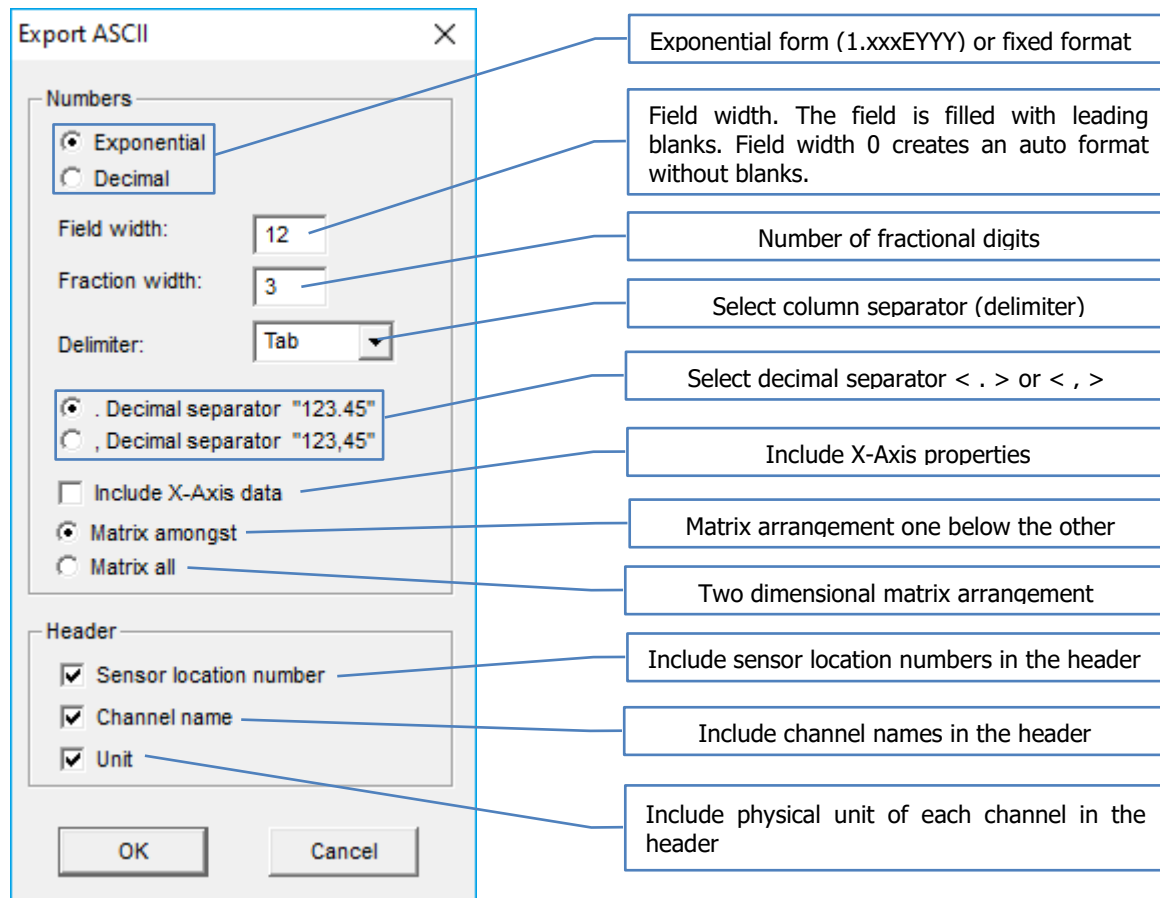 Export ASCII
Numbers
Exponential
Decimal
Field width:
12
Fraction width:
3
Delimiter:
Tab
. Decimal separator "123.45"
, Decimal separator "123,45"
Include X-Axis data
Matrix amongst
Matrix all
Header
Sensor location number
Channel name
Unit
OK
Cancel
Exponential form (1.xxxEYYY) or fixed format
Field width. The field is filled with leading
blanks. Field width 0 creates an auto format
without blanks.
Number of fractional digits
Select column separator (delimiter)
Select decimal separator < . > or < , >
Include X-Axis properties
Matrix arrangement one below the other
Two dimensional matrix arrangement
Include sensor location numbers in the header
Include channel names in the header
Include physical unit of each channel in the
header